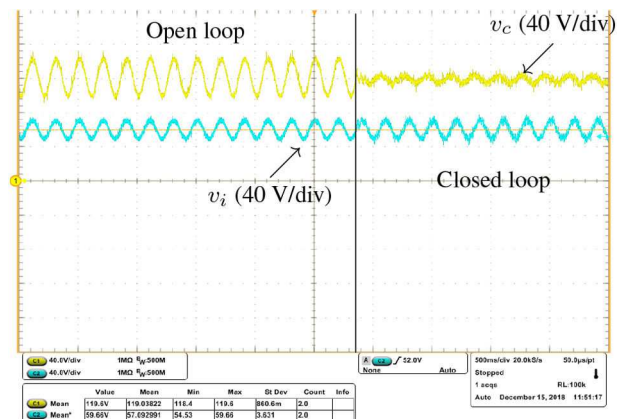 Open loop
v_c (40 V/div)
v_i (40 V/div)
Closed loop
1
C1 40.0V/div 1MΩ BW:500M
C2 40.0V/div 1MΩ BW:500M
A C2 52.0V
None Auto
500ms/div 20.0kS/s 50.0µs/pt
Stopped
1 acqs RL:100k
Auto December 15, 2018 11:51:17
Value Mean Min Max St Dev Count Info
C1 Mean 119.6V 119.03822 118.4 119.6 860.6m 2.0
C2 Mean* 59.66V 57.092991 54.53 59.66 3.631 2.0